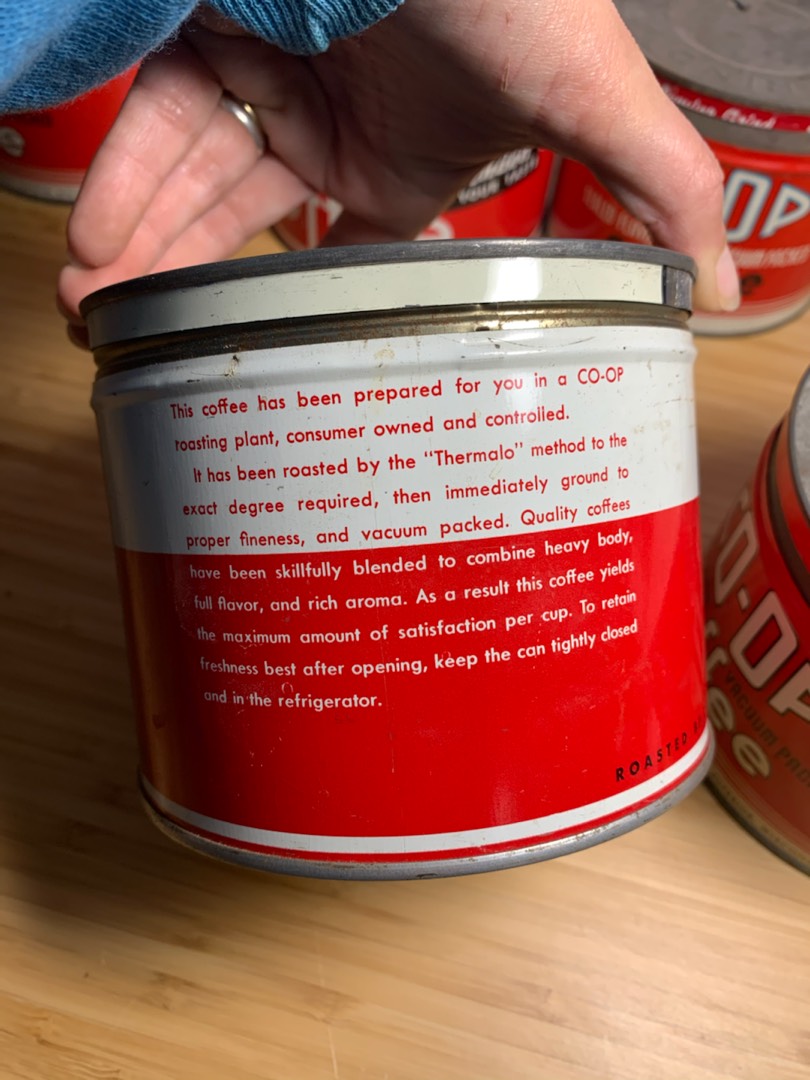 This coffee has been prepared for you in a CO-OP
roasting plant, consumer owned and controlled.
It has been roasted by the "Thermalo" method to the
exact degree required, then immediately ground to
proper fineness, and vacuum packed. Quality coffees
have been skillfully blended to combine heavy body,
full flavor, and rich aroma. As a result this coffee yields
the maximum amount of satisfaction per cup. To retain
freshness best after opening, keep the can tightly closed
and in the refrigerator.
ROASTED
OP
O-OP
VACUUM
ee